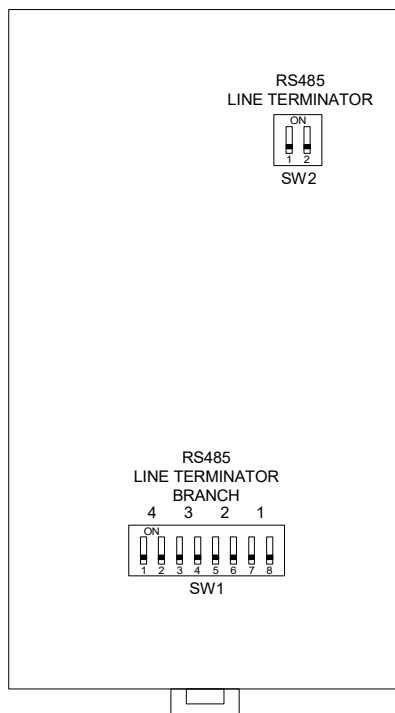 RS485
LINE TERMINATOR
ON
1 2
SW2
RS485
LINE TERMINATOR
BRANCH
4 3 2 1
ON
1 2 3 4 5 6 7 8
SW1